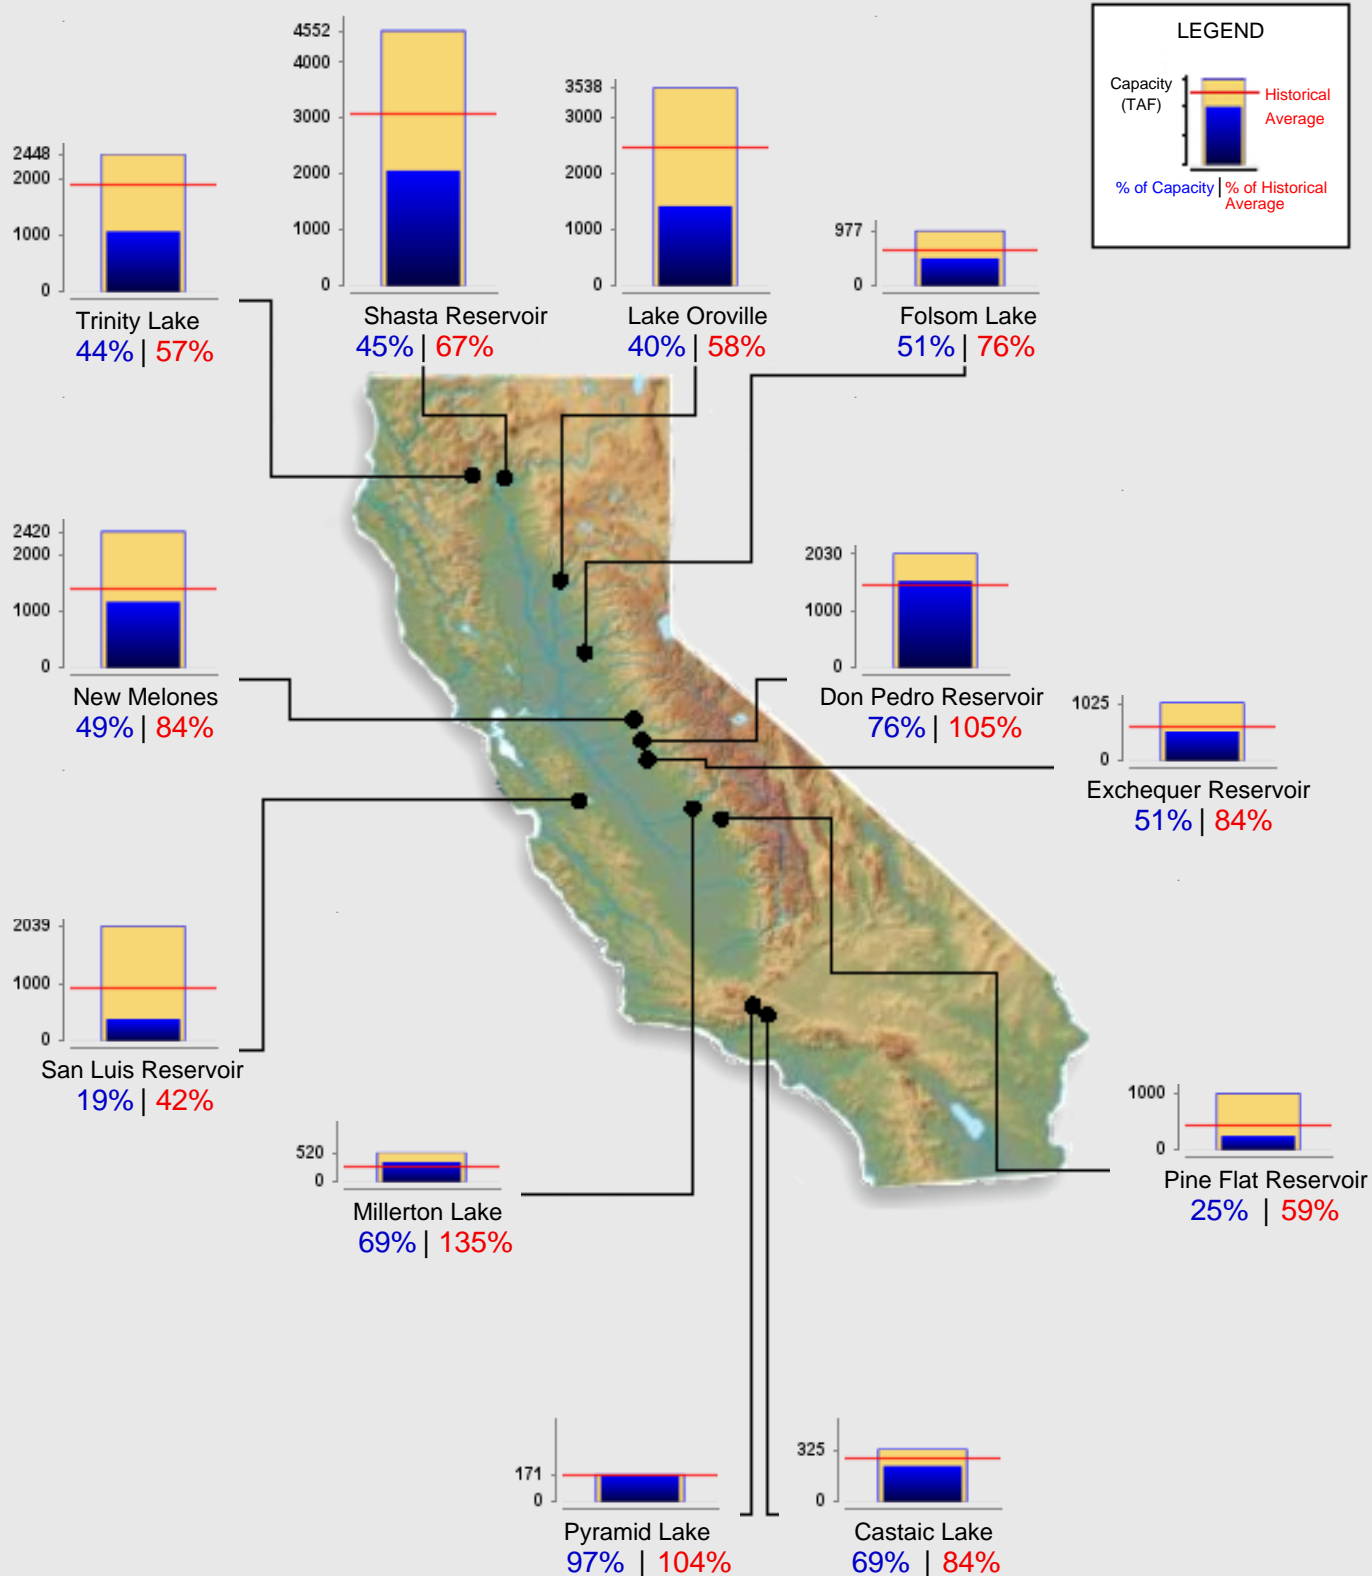 LEGEND
Capacity
(TAF)
Historical
Average
% of Capacity | % of Historical
Average
4552
4000
3000
2000
1000
0
Shasta Reservoir
45% | 67%
3538
3000
2000
1000
0
Lake Oroville
40% | 58%
2448
2000
1000
0
Trinity Lake
44% | 57%
977
0
Folsom Lake
51% | 76%
2420
2000
1000
0
New Melones
49% | 84%
2030
1000
0
Don Pedro Reservoir
76% | 105%
1025
0
Exchequer Reservoir
51% | 84%
2039
1000
0
San Luis Reservoir
19% | 42%
520
0
Millerton Lake
69% | 135%
1000
0
Pine Flat Reservoir
25% | 59%
171
0
Pyramid Lake
97% | 104%
325
0
Castaic Lake
69% | 84%